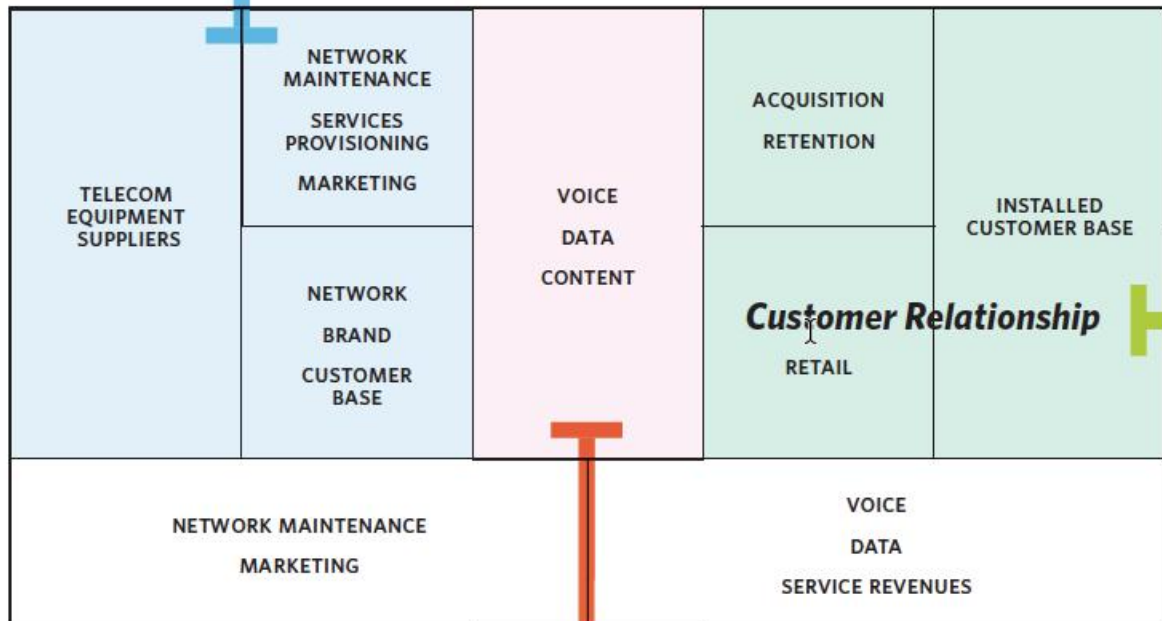 TELECOM
EQUIPMENT
SUPPLIERS
NETWORK
MAINTENANCE
SERVICES
PROVISIONING
MARKETING
NETWORK
BRAND
CUSTOMER
BASE
VOICE
DATA
CONTENT
ACQUISITION
RETENTION
Customer Relationship
RETAIL
INSTALLED
CUSTOMER BASE
NETWORK MAINTENANCE
MARKETING
VOICE
DATA
SERVICE REVENUES